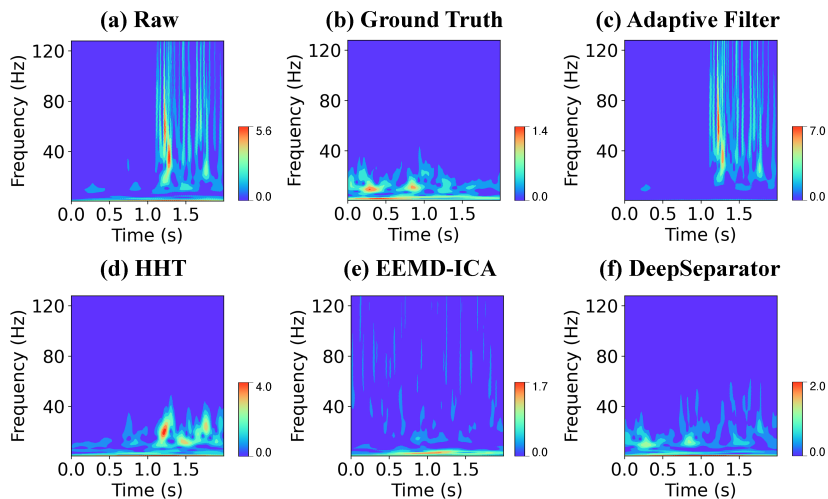 (a) Raw
(b) Ground Truth
(c) Adaptive Filter
120
80
40
Frequency (Hz)
0.0 0.5 1.0 1.5
Time (s)
5.6
0.0
120
80
40
Frequency (Hz)
0.0 0.5 1.0 1.5
Time (s)
1.4
0.0
120
80
40
Frequency (Hz)
0.0 0.5 1.0 1.5
Time (s)
7.0
0.0
(d) HHT
(e) EEMD-ICA
(f) DeepSeparator
120
80
40
Frequency (Hz)
0.0 0.5 1.0 1.5
Time (s)
4.0
0.0
120
80
40
Frequency (Hz)
0.0 0.5 1.0 1.5
Time (s)
1.7
0.0
120
80
40
Frequency (Hz)
0.0 0.5 1.0 1.5
Time (s)
2.0
0.0